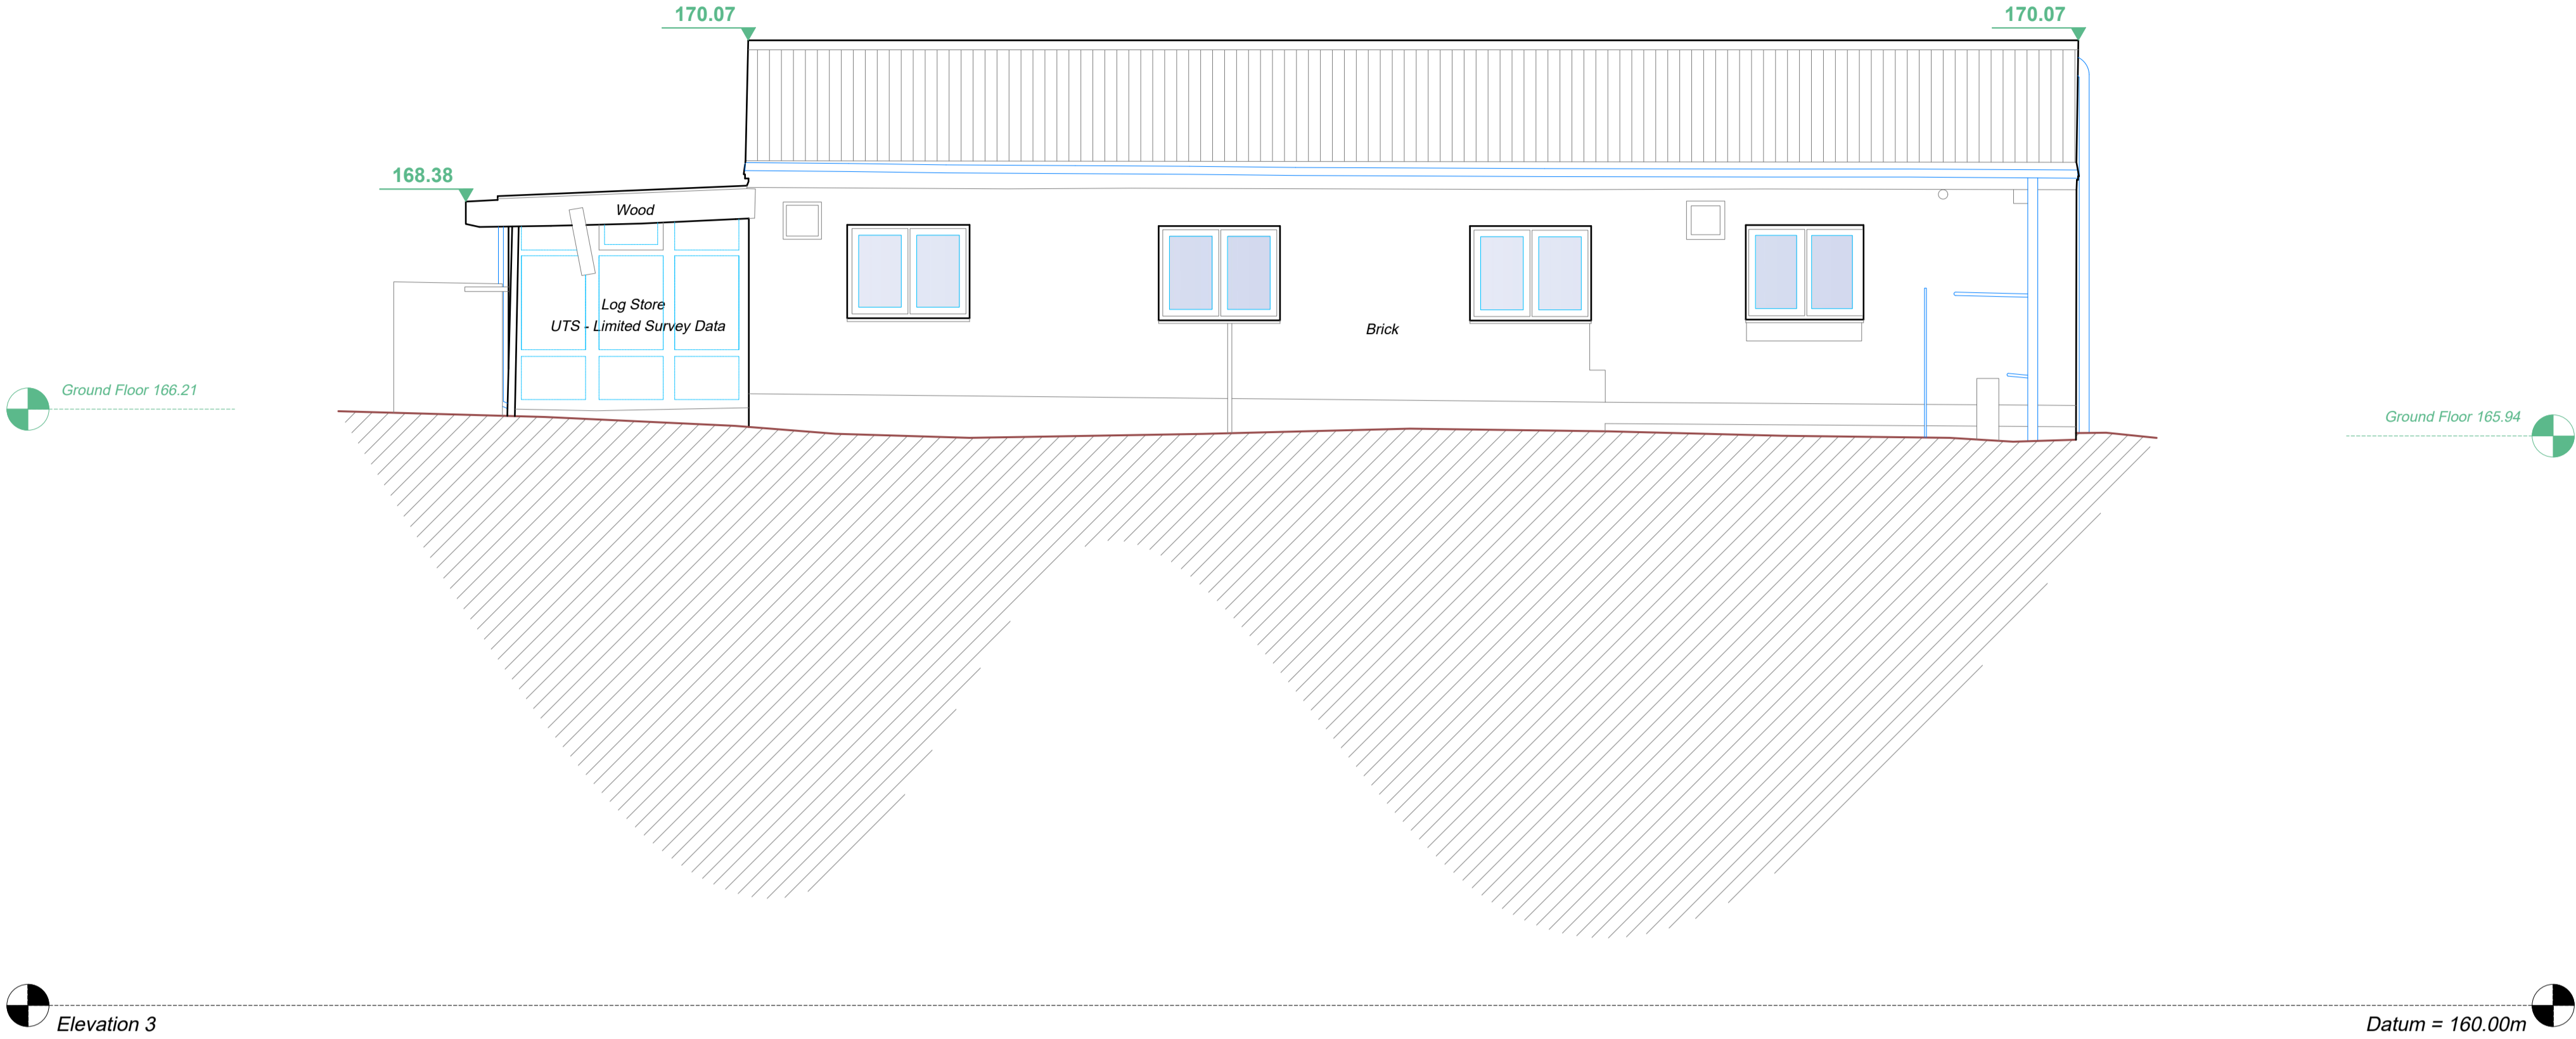 170.07
170.07
168.38
Wood
Log Store
UTS - Limited Survey Data
Brick
Ground Floor 166.21
Ground Floor 165.94
Elevation 3
Datum = 160.00m